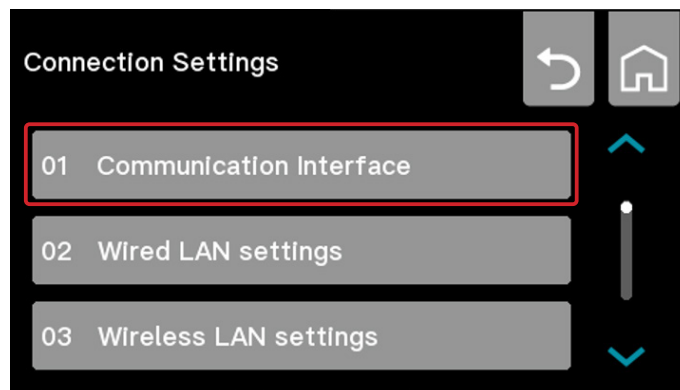 Connection Settings
01 Communication Interface
02 Wired LAN settings
03 Wireless LAN settings